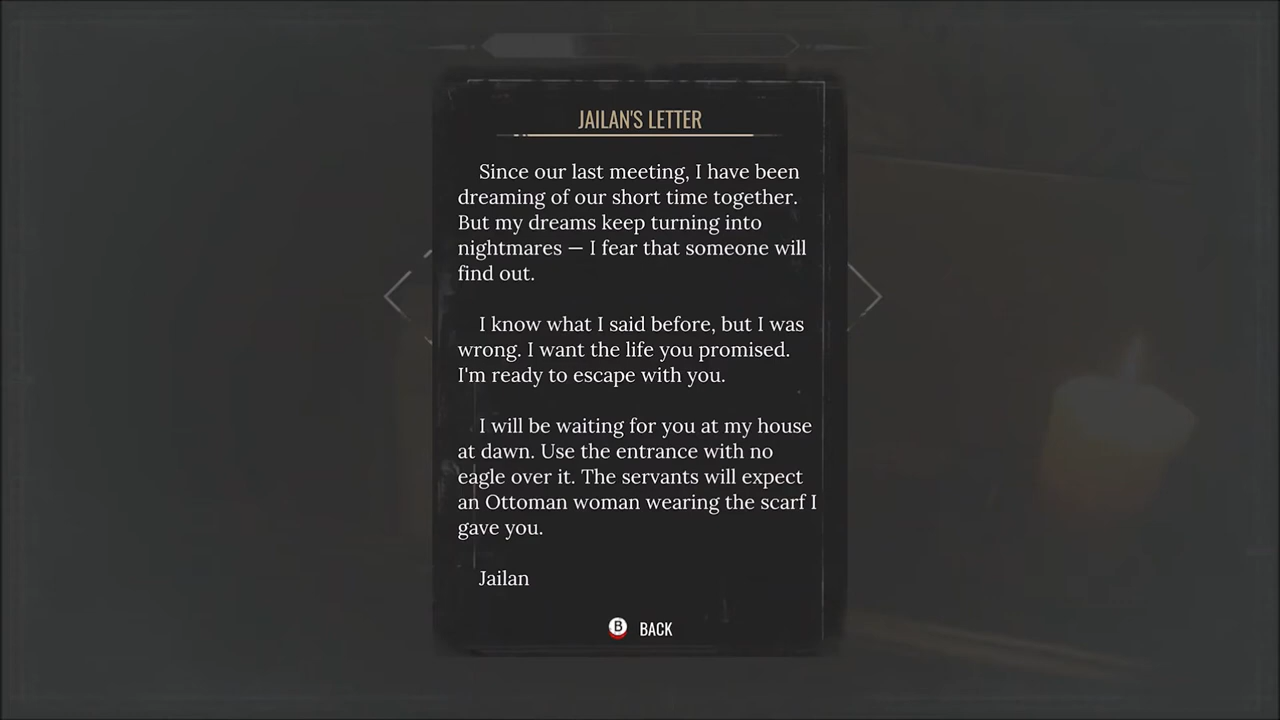 JAILAN'S LETTER
Since our last meeting, I have been
dreaming of our short time together.
But my dreams keep turning into
nightmares — I fear that someone will
find out.
I know what I said before, but I was
wrong. I want the life you promised.
I'm ready to escape with you.
I will be waiting for you at my house
at dawn. Use the entrance with no
eagle over it. The servants will expect
an Ottoman woman wearing the scarf I
gave you.
Jailan
B BACK